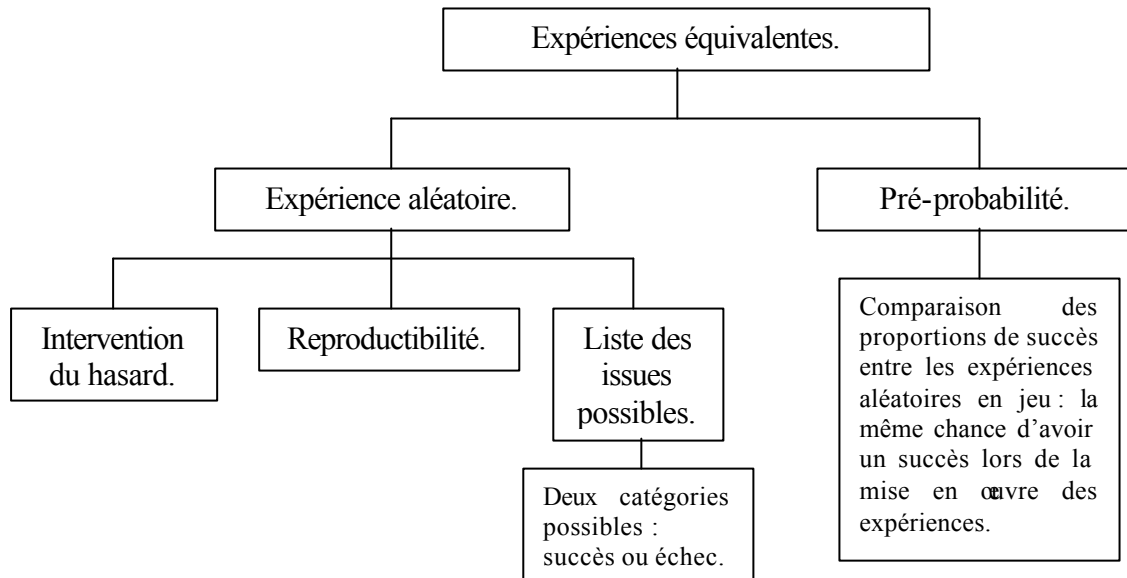 Expériences équivalentes.
Expérience aléatoire.
Pré-probabilité.
Intervention
du hasard.
Reproductibilité.
Liste des
issues
possibles.
Comparaison des
proportions de succès
entre les expériences
aléatoires en jeu : la
même chance d’avoir
un succès lors de la
mise en œuvre des
expériences.
Deux catégories
possibles :
succès ou échec.